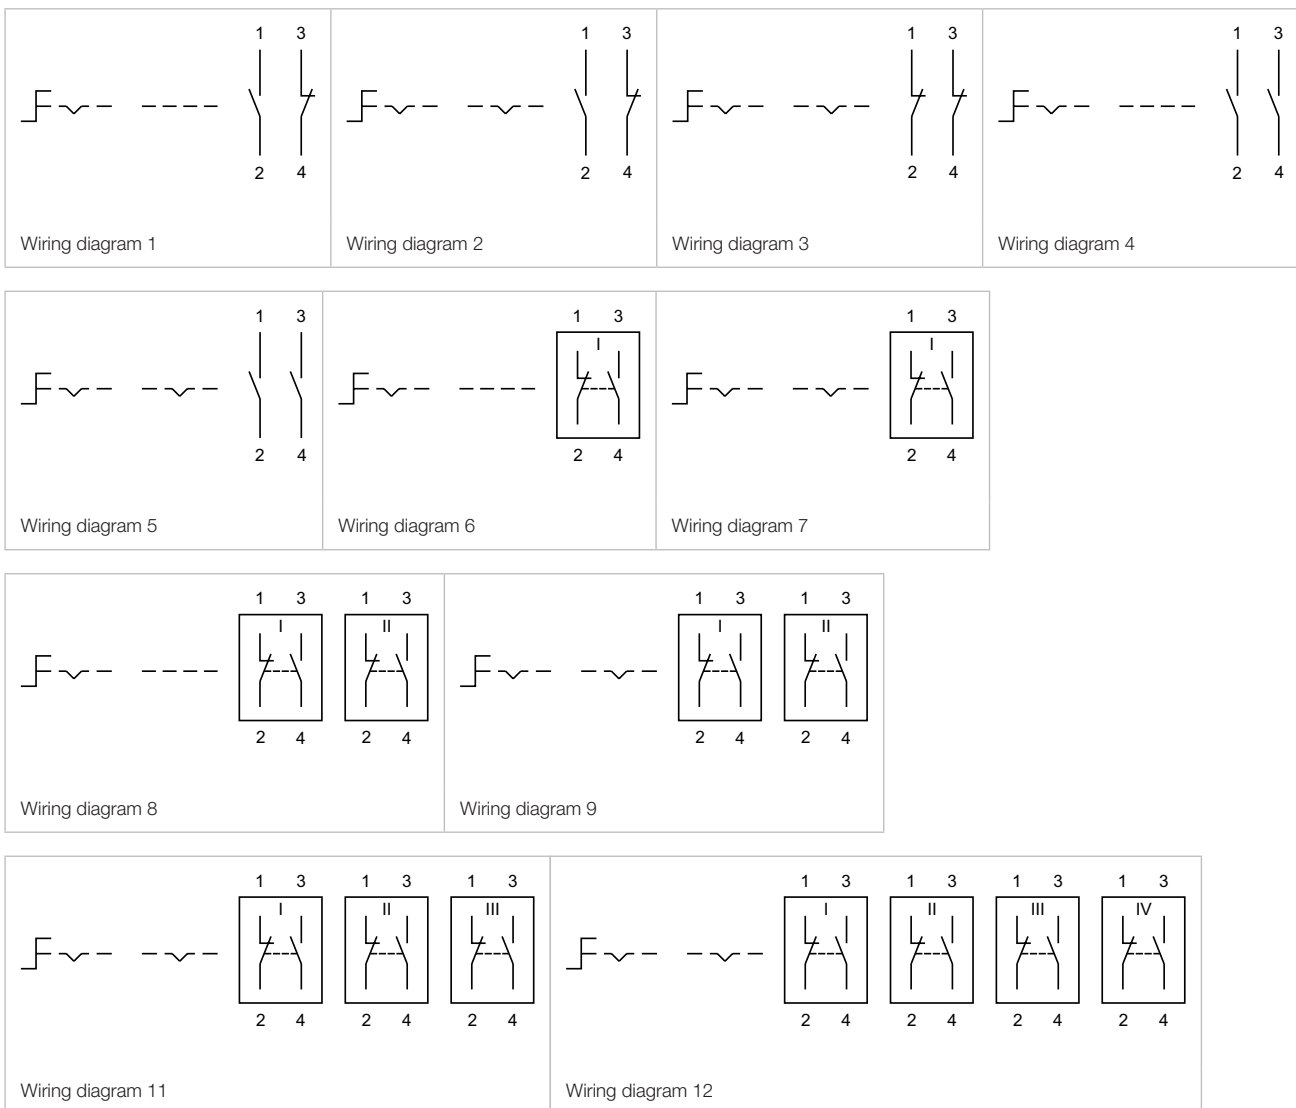 1 3 1 3 1 3 1 3
2 4 2 4 2 4 2 4
Wiring diagram 1 Wiring diagram 2 Wiring diagram 3 Wiring diagram 4
1 3 1 3 1 3
I I
2 4 2 4 2 4
Wiring diagram 5 Wiring diagram 6 Wiring diagram 7
1 3 1 3 1 3 1 3
I II I II
2 4 2 4 2 4 2 4
Wiring diagram 8 Wiring diagram 9
1 3 1 3 1 3 1 3 1 3 1 3 1 3
I II III I II III IV
2 4 2 4 2 4 2 4 2 4 2 4 2 4
Wiring diagram 11 Wiring diagram 12